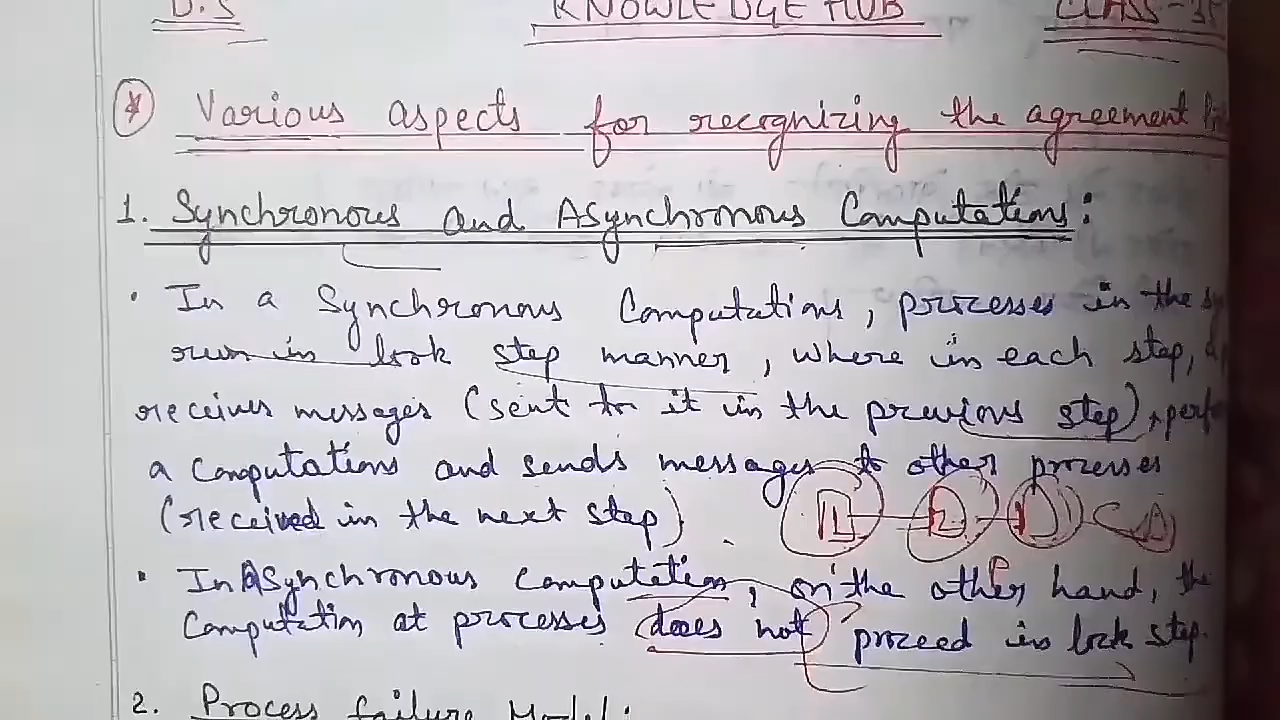 D.S KNOWLEDGE HUB CLASS-
* Various aspects for recognizing the agreement
1. Synchronous and Asynchronous Computations:
• In a Synchronous Computations, processes in the
run in lock step manner, where in each step,
receives messages (sent to it in the previous step),
a computations and sends messages to other processes
(received in the next step)
• In Asynchronous computation, on the other hand, the
computation at processes does not proceed in lock step.
2. Process failure Model: